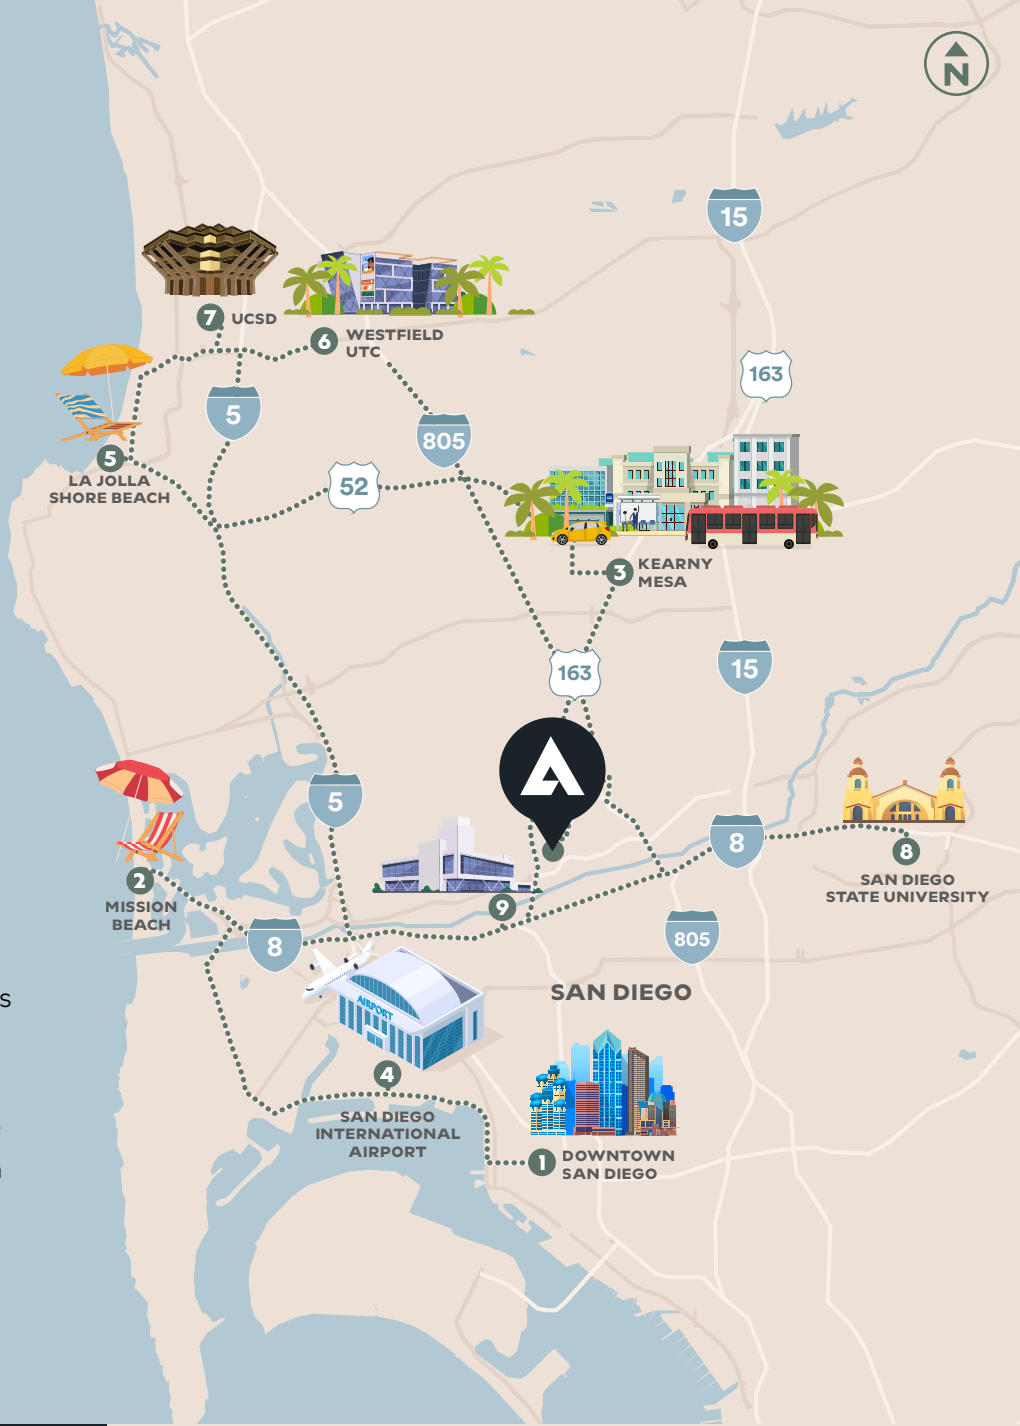 N
15
7 UCSD
6 WESTFIELD
UTC
163
5
805
5
LA JOLLA
SHORE BEACH
52
3 KEARNY
MESA
163
15
5
8
8
SAN DIEGO
STATE UNIVERSITY
2
MISSION
BEACH
9
8
805
SAN DIEGO
s
AIRPORT
4
SAN DIEGO
INTERNATIONAL
AIRPORT
1 DOWNTOWN
SAN DIEGO